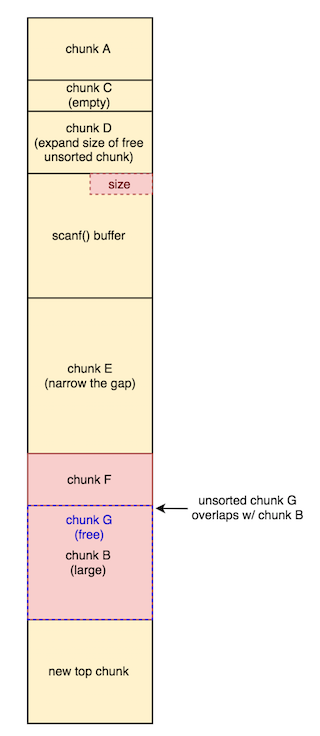 chunk A
chunk C
(empty)
chunk D
(expand size of free
unsorted chunk)
size
scanf() buffer
chunk E
(narrow the gap)
chunk F
unsorted chunk G
overlaps w/ chunk B
chunk G
(free)
chunk B
(large)
new top chunk